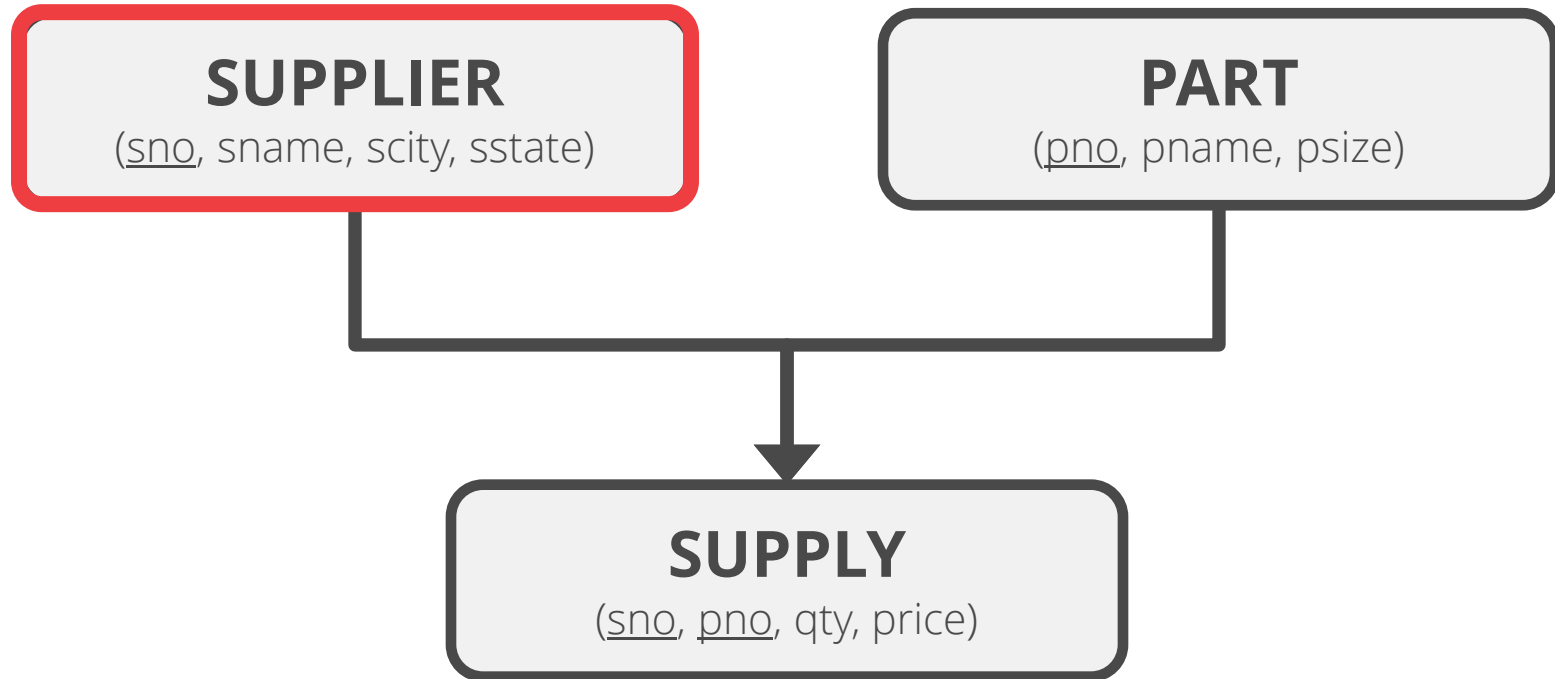 SUPPLIER
(sno, sname, scity, sstate)
PART
(pno, pname, psize)
SUPPLY
(sno, pno, qty, price)